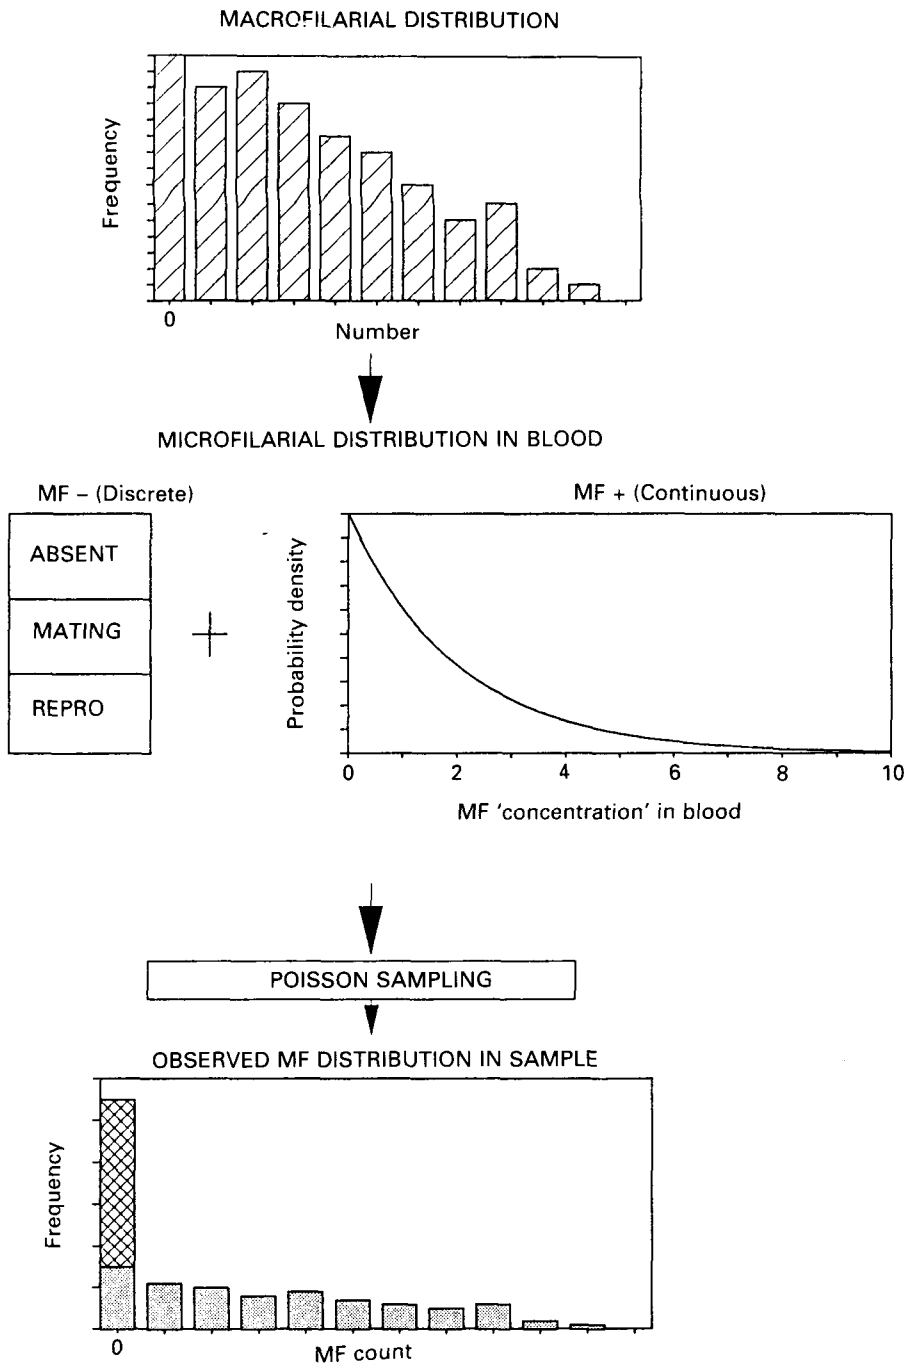 MACROFILARIAL DISTRIBUTION
Frequency
0
Number
MICROFILARIAL DISTRIBUTION IN BLOOD
MF – (Discrete)
MF + (Continuous)
ABSENT
MATING
REPRO
+
Probability density
0 2 4 6 8 10
MF 'concentration' in blood
POISSON SAMPLING
OBSERVED MF DISTRIBUTION IN SAMPLE
Frequency
0
MF count